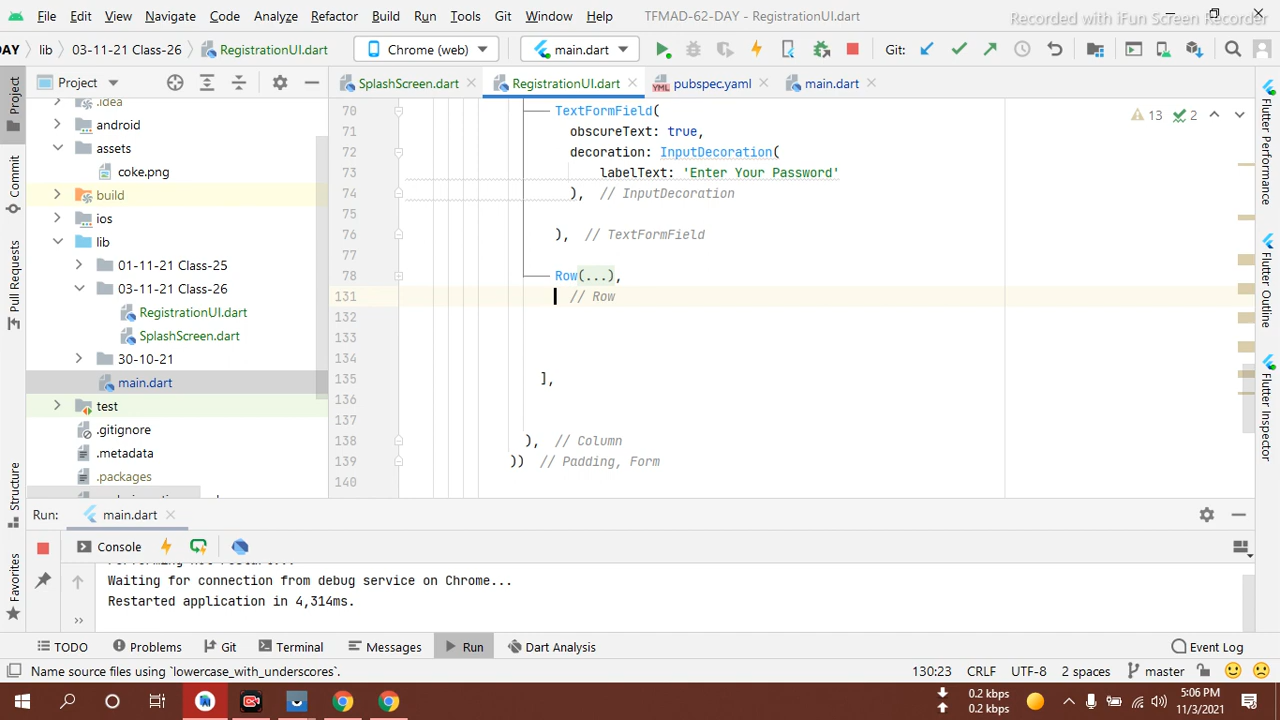 File Edit View Navigate Code Analyze Refactor Build Run Tools Git Window Help TFMAD-62-DAY - RegistrationUI.dart
Recorded with iFun Screen Recorder
DAY lib 03-11-21 Class-26 RegistrationUI.dart Chrome (web) main.dart Git:
Project SplashScreen.dart RegistrationUI.dart pubspec.yaml main.dart
.idea
android
assets
coke.png
build
ios
lib
01-11-21 Class-25
03-11-21 Class-26
RegistrationUI.dart
SplashScreen.dart
30-10-21
main.dart
test
.gitignore
.metadata
.packages
Project
Commit
Pull Requests
Structure
Favorites
70 TextFormField(
71 obscureText: true,
72 decoration: InputDecoration(
73 labelText: 'Enter Your Password'
74 ), // InputDecoration
75
76 ), // TextFormField
77
78 Row(...),
131 // Row
132
133
134
135 ],
136
137
138 ), // Column
139 )) // Padding, Form
140
13 2
Flutter Performance
Flutter Outline
Flutter Inspector
Run: main.dart
Console
Waiting for connection from debug service on Chrome...
Restarted application in 4,314ms.
TODO Problems Git Terminal Messages Run Dart Analysis Event Log
Name source files using `lowercase_with_underscores`. 130:23 CRLF UTF-8 2 spaces master
0.2 kbps
0.2 kbps
5:06 PM
11/3/2021